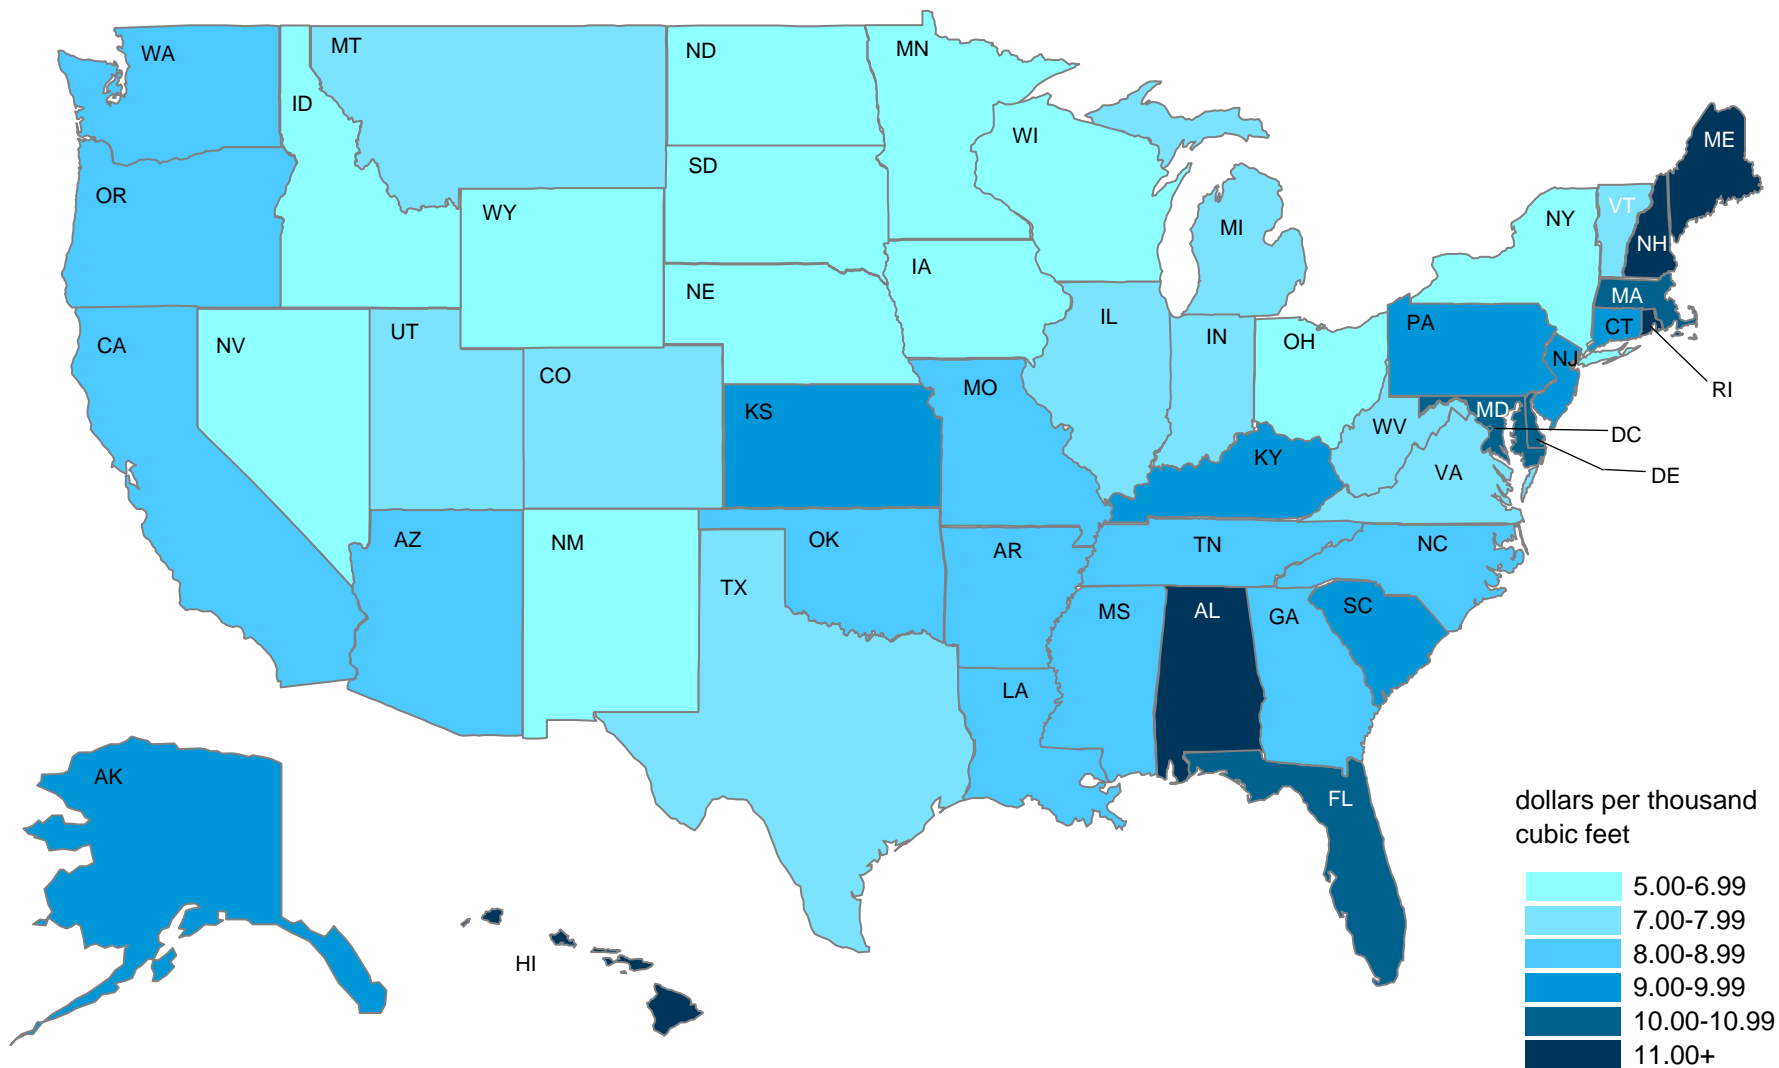 WA
MT
ND
MN
ID
WI
ME
SD
OR
WY
NY
VT
MI
NH
IA
NE
MA
IL
PA
CT
UT
IN
OH
CA
NV
NJ
CO
MO
RI
KS
MD
WV
DC
KY
VA
DE
AZ
NM
OK
AR
TN
NC
TX
MS
AL
GA
SC
LA
AK
FL
HI
dollars per thousand
cubic feet
5.00-6.99
7.00-7.99
8.00-8.99
9.00-9.99
10.00-10.99
11.00+